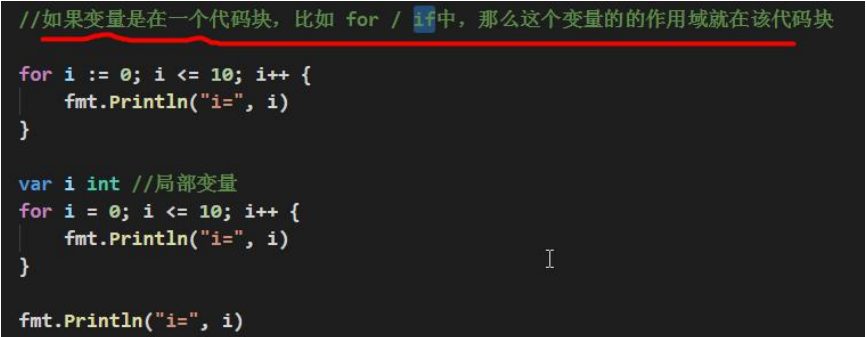 //如果变量是在一个代码块，比如 for / if中，那么这个变量的的作用域就在该代码块
for i := 0; i <= 10; i++ {
fmt.Println("i=", i)
}
var i int //局部变量
for i = 0; i <= 10; i++ {
fmt.Println("i=", i)
}
fmt.Println("i=", i)